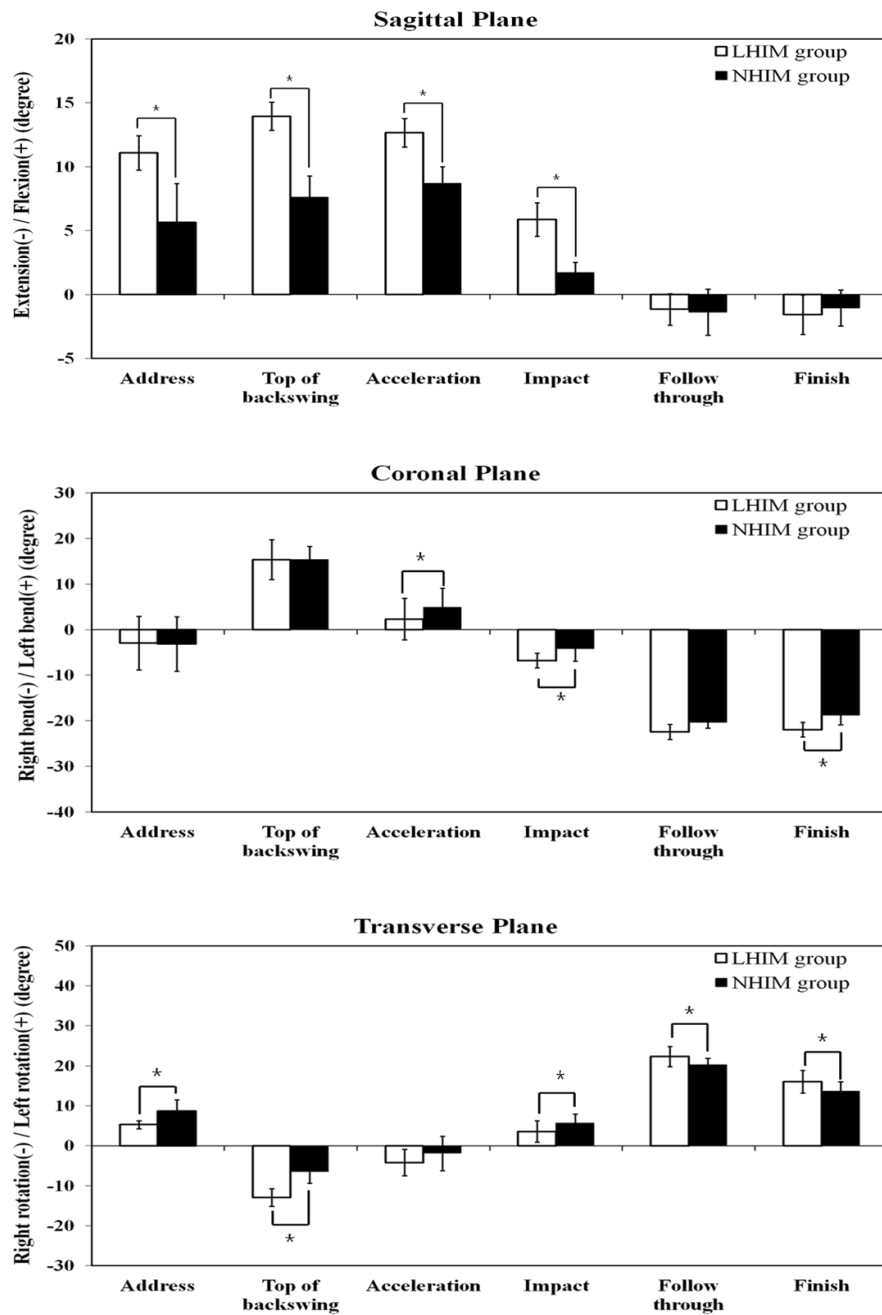 Sagittal Plane
Extension(-) / Flexion(+) (degree)
20
15
10
5
0
-5
LHIM group
NHIM group
*
*
*
*
Address
Top of
backswing
Acceleration
Impact
Follow
through
Finish
Coronal Plane
Right bend(-) / Left bend(+) (degree)
30
20
10
0
-10
-20
-30
-40
LHIM group
NHIM group
*
*
*
Address
Top of
backswing
Acceleration
Impact
Follow
through
Finish
Transverse Plane
Right rotation(-) / Left rotation(+) (degree)
50
40
30
20
10
0
-10
-20
-30
LHIM group
NHIM group
*
*
*
*
*
Address
Top of
backswing
Acceleration
Impact
Follow
through
Finish